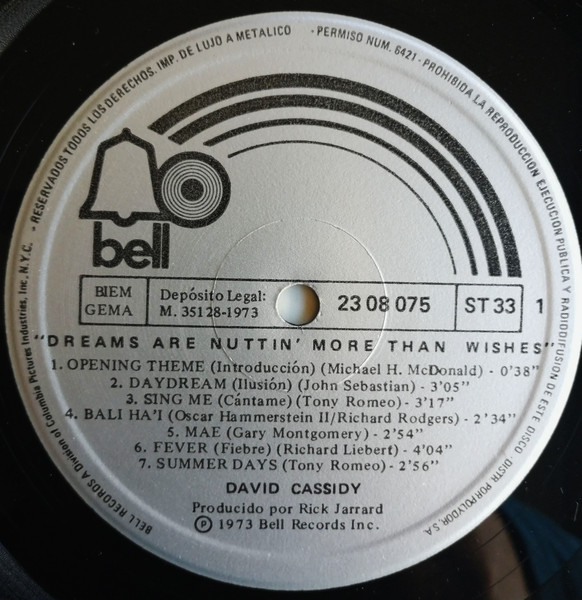 · RESERVADOS TODOS LOS DERECHOS. IMP. DE LUJO A METALICO · PERMISO NUM. 6421 · PROHIBIDA LA REPRODUCCION EJECUCION PUBLICA Y RADIODIFUSION DE ESTE DISCO · DISTR. POR POLYDOR, S.A.
bell
BIEM
GEMA
Depósito Legal:
M. 35128-1973
23 08 075
ST 33
1
"DREAMS ARE NUTTIN' MORE THAN WISHES"
1. OPENING THEME (Introducción) (Michael H. McDonald) - 0'38"
2. DAYDREAM (Ilusión) (John Sebastian) - 3'05"
3. SING ME (Cántame) (Tony Romeo) - 3'17"
4. BALI HA'I (Oscar Hammerstein II/Richard Rodgers) - 2'34"
5. MAE (Gary Montgomery) - 2'54"
6. FEVER (Fiebre) (Richard Liebert) - 4'04"
7. SUMMER DAYS (Tony Romeo) - 2'56"
DAVID CASSIDY
Producido por Rick Jarrard
Ⓟ 1973 Bell Records Inc.
BELL RECORDS A Division of Columbia Pictures Industries, Inc. N.Y.C.